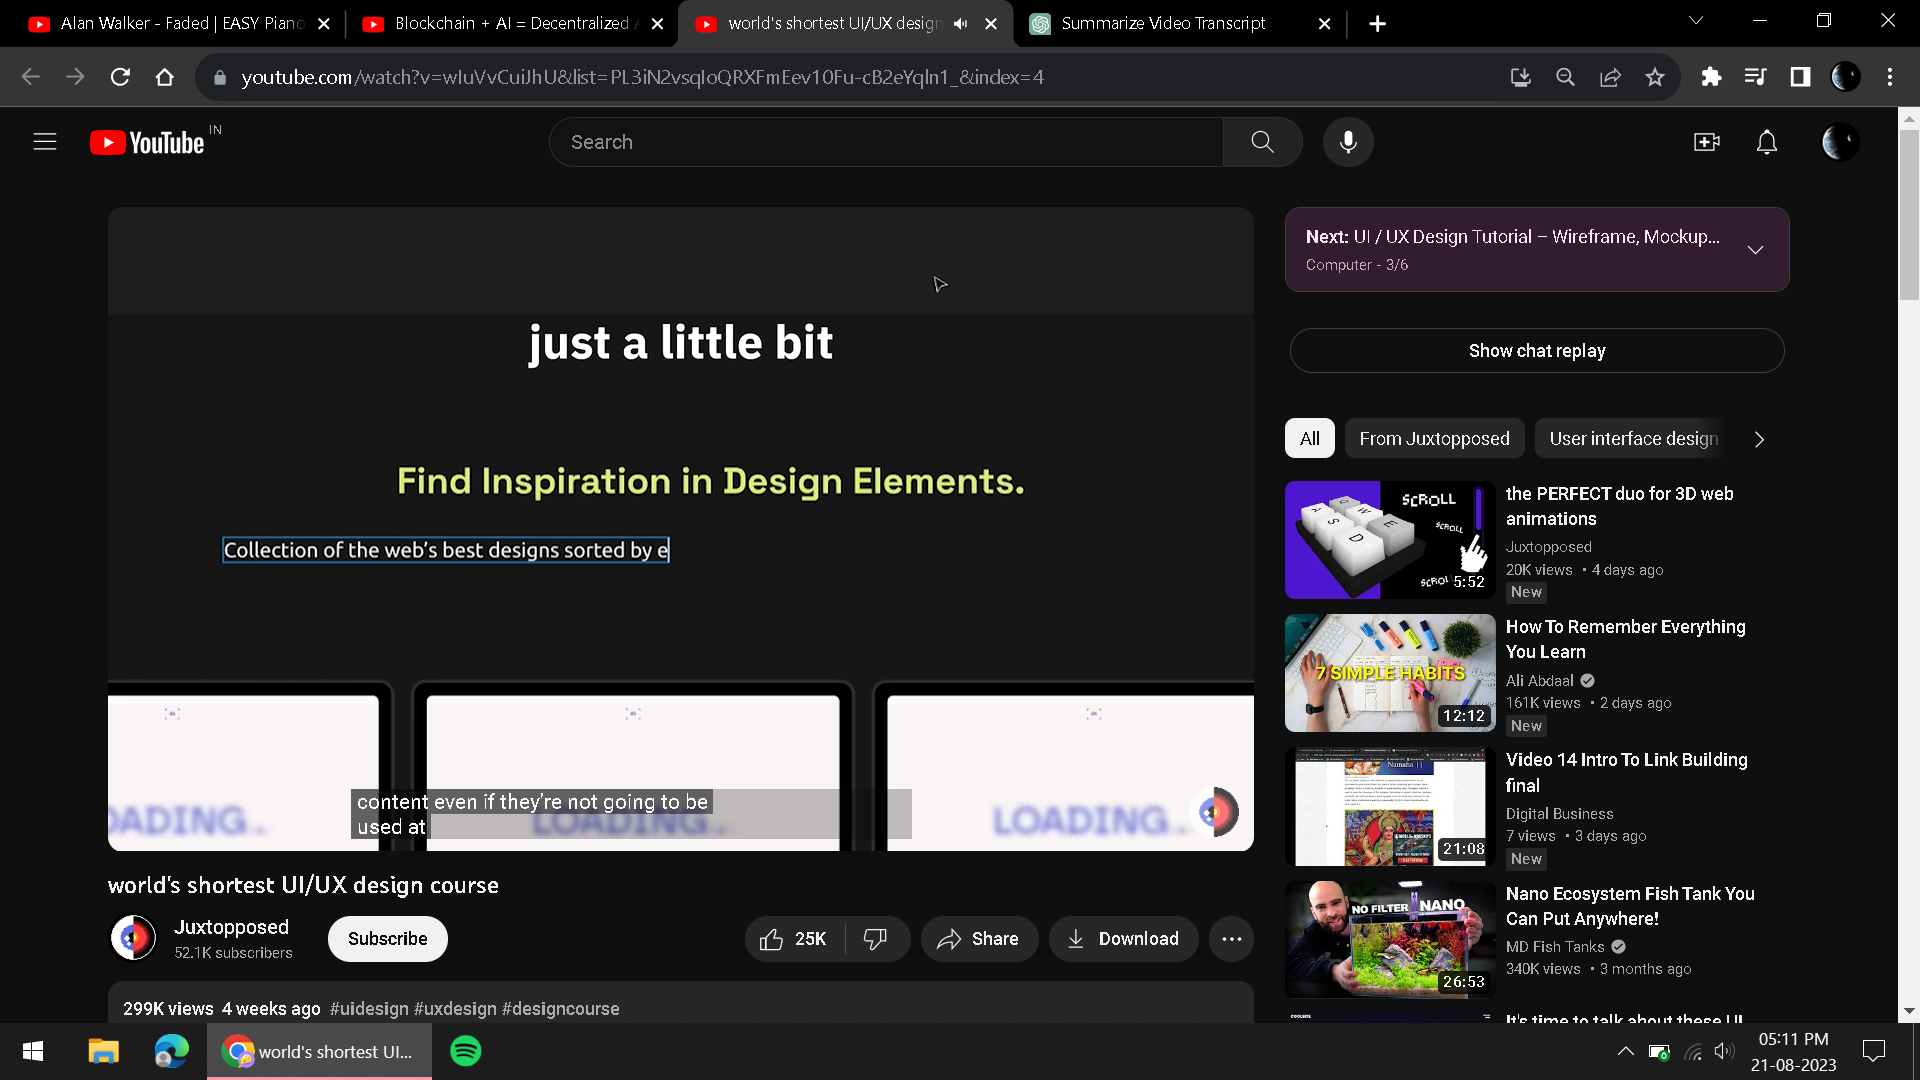 Alan Walker - Faded | EASY Piano
Blockchain + AI = Decentralized
world's shortest UI/UX design
Summarize Video Transcript
youtube.com/watch?v=wIuVvCuiJhU&list=PL3iN2vsqIoQRXFmEev10Fu-cB2eYqln1_&index=4
YouTube IN
Search
just a little bit
Find Inspiration in Design Elements.
Collection of the web's best designs sorted by e
LOADING..
LOADING..
content even if they're not going to be
used at
world's shortest UI/UX design course
Juxtopposed
52.1K subscribers
Subscribe
25K
Share
Download
299K views 4 weeks ago #uidesign #uxdesign #designcourse
Next: UI / UX Design Tutorial – Wireframe, Mockup...
Computer - 3/6
Show chat replay
All
From Juxtopposed
User interface design
SCROLL
SCROLL
SCROLL
A
S
D
W
E
D
5:52
the PERFECT duo for 3D web
animations
Juxtopposed
20K views • 4 days ago
New
7 SIMPLE HABITS
12:12
How To Remember Everything
You Learn
Ali Abdaal
161K views • 2 days ago
New
Namaha ||
21:08
Video 14 Intro To Link Building
final
Digital Business
7 views • 3 days ago
New
NO FILTER NANO
26:53
Nano Ecosystem Fish Tank You
Can Put Anywhere!
MD Fish Tanks
340K views • 3 months ago
It's time to talk about these UI
world's shortest UI...
05:11 PM
21-08-2023